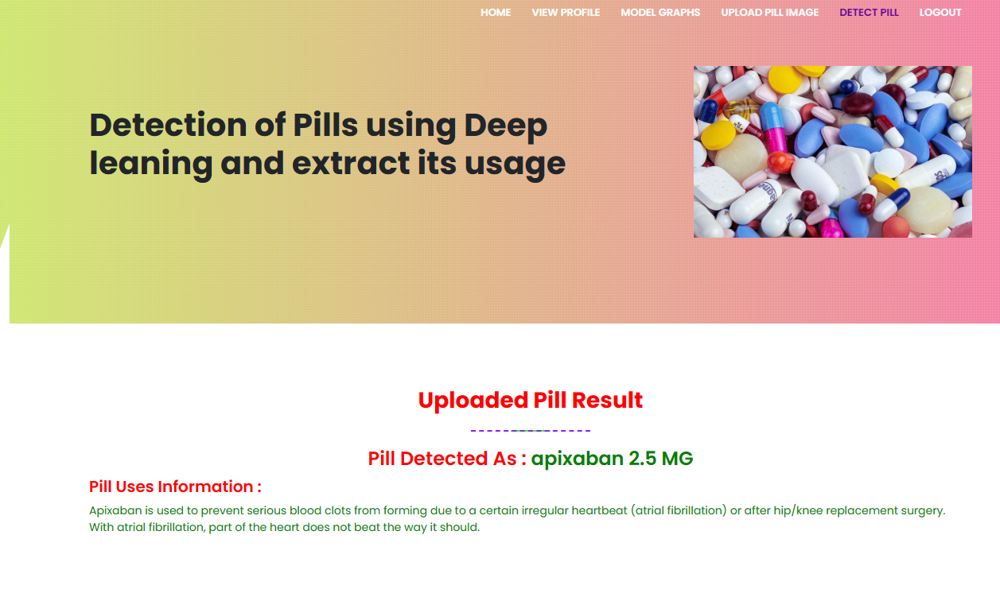 HOME VIEW PROFILE MODEL GRAPHS UPLOAD PILL IMAGE DETECT PILL LOGOUT
Detection of Pills using Deep
leaning and extract its usage
Uploaded Pill Result
Pill Detected As : apixaban 2.5 MG
Pill Uses Information :
Apixaban is used to prevent serious blood clots from forming due to a certain irregular heartbeat (atrial fibrillation) or after hip/knee replacement surgery.
With atrial fibrillation, part of the heart does not beat the way it should.